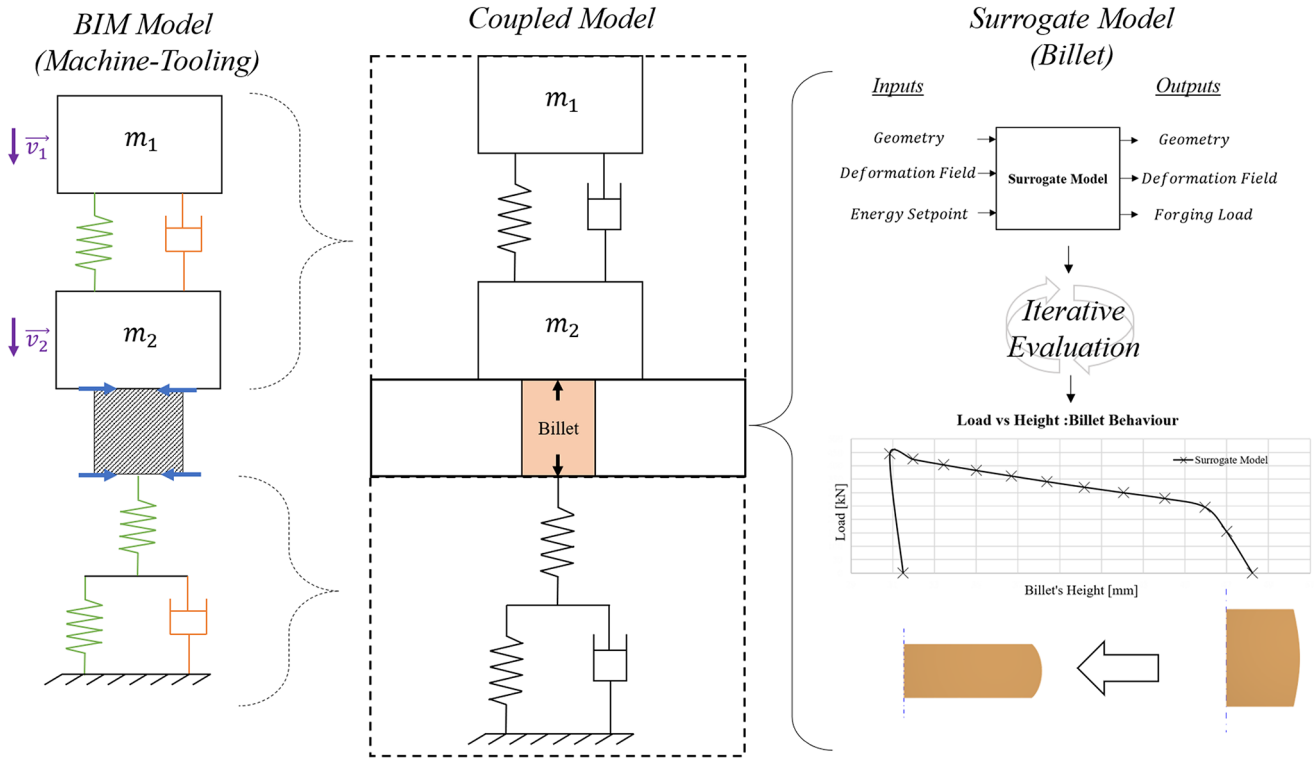 BIM Model
(Machine-Tooling)
m₁
v₁
m₂
v₂
Coupled Model
m₁
m₂
Billet
Surrogate Model
(Billet)
Inputs
Outputs
Geometry
Deformation Field
Energy Setpoint
Surrogate Model
Geometry
Deformation Field
Forging Load
Iterative
Evaluation
Load vs Height :Billet Behaviour
Surrogate Model
Load [kN]
Billet's Height [mm]